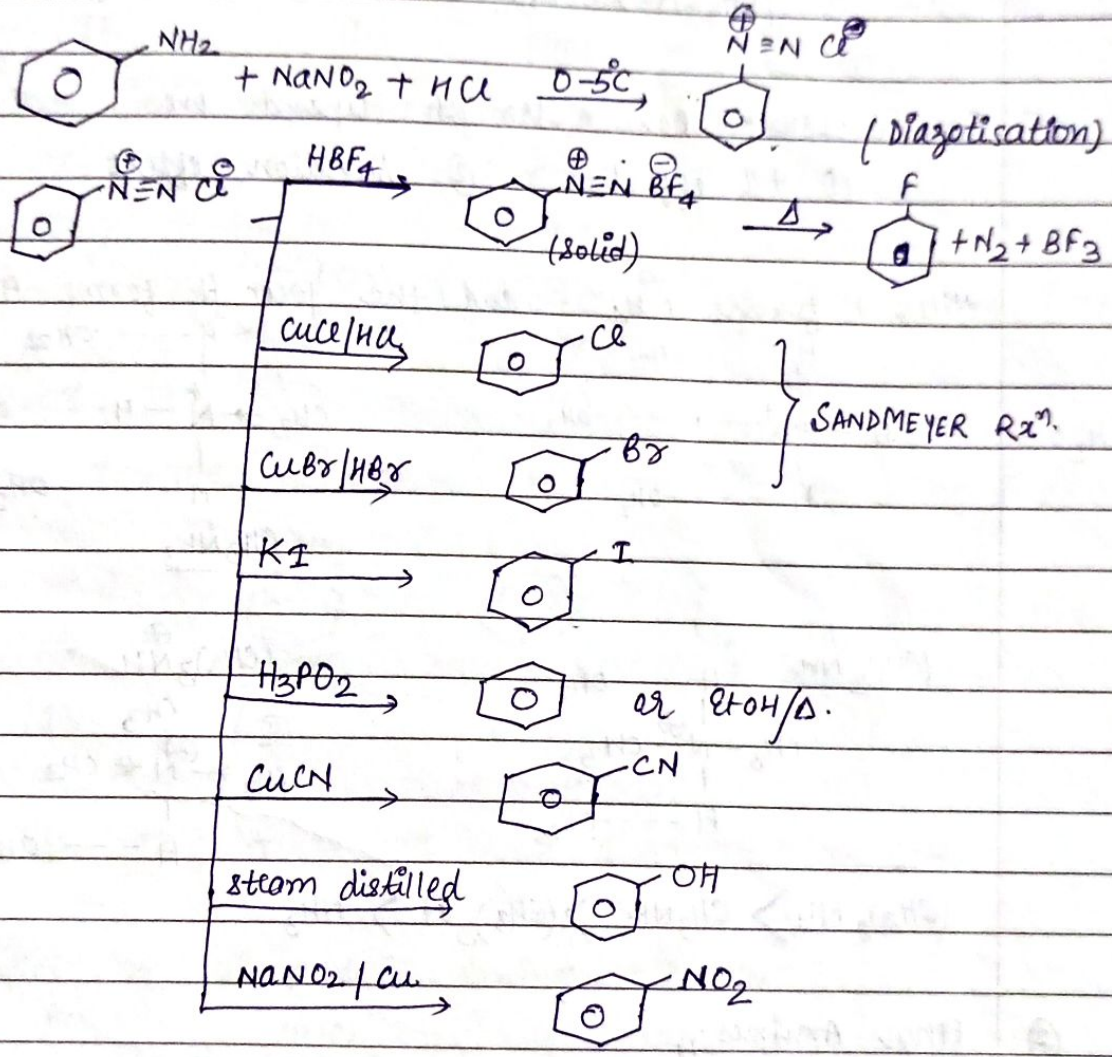 NH2 + NaNO2 + HCl 0-5°C → ⊕ N≡N Cl⊖ (Diazotisation)
⊕ N≡N Cl⊖ HBF4 → ⊕ N≡N ⊖ BF4 (solid) Δ → F + N2 + BF3
CuCl/HCl → Cl
CuBr/HBr → Br
SANDMEYER Rxⁿ.
KI → I
H3PO2 → or EtOH/Δ.
CuCN → CN
steam distilled → OH
NaNO2 / Cu → NO2